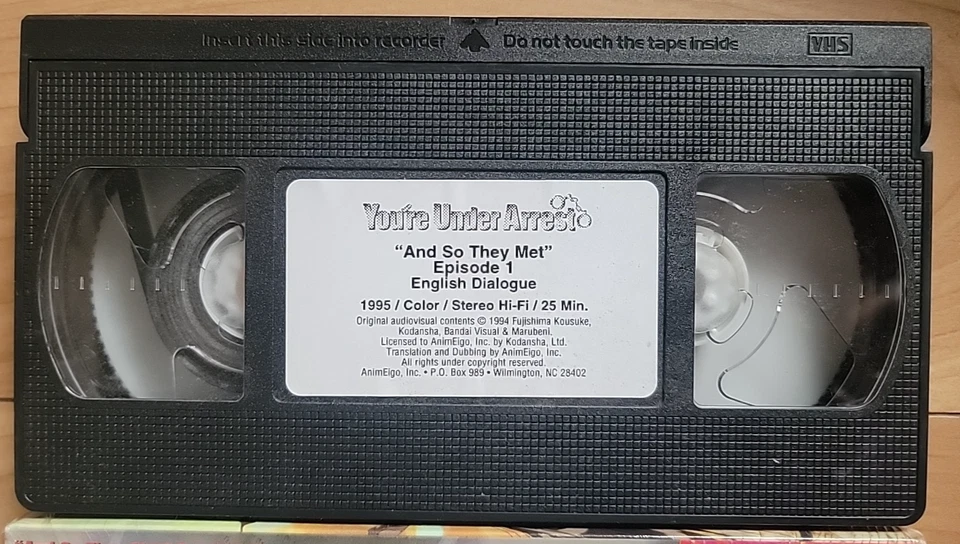 Insert this side into recorder Do not touch the tape inside VHS
You're Under Arrest
“And So They Met”
Episode 1
English Dialogue
1995 / Color / Stereo Hi-Fi / 25 Min.
Original audiovisual contents © 1994 Fujishima Kousuke,
Kodansha, Bandai Visual & Marubeni.
Licensed to AnimEigo, Inc. by Kodansha, Ltd.
Translation and Dubbing by AnimEigo, Inc.
All rights under copyright reserved.
AnimEigo, Inc. • P.O. Box 989 • Wilmington, NC 28402